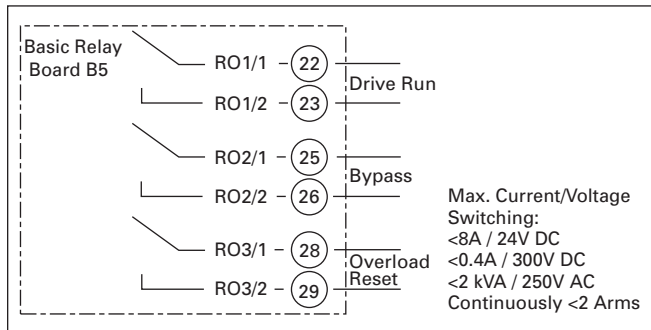 Basic Relay
Board B5
RO1/1
22
Drive Run
RO1/2
23
RO2/1
25
Bypass
RO2/2
26
RO3/1
28
Overload
Reset
RO3/2
29
Max. Current/Voltage
Switching:
<8A / 24V DC
<0.4A / 300V DC
<2 kVA / 250V AC
Continuously <2 Arms